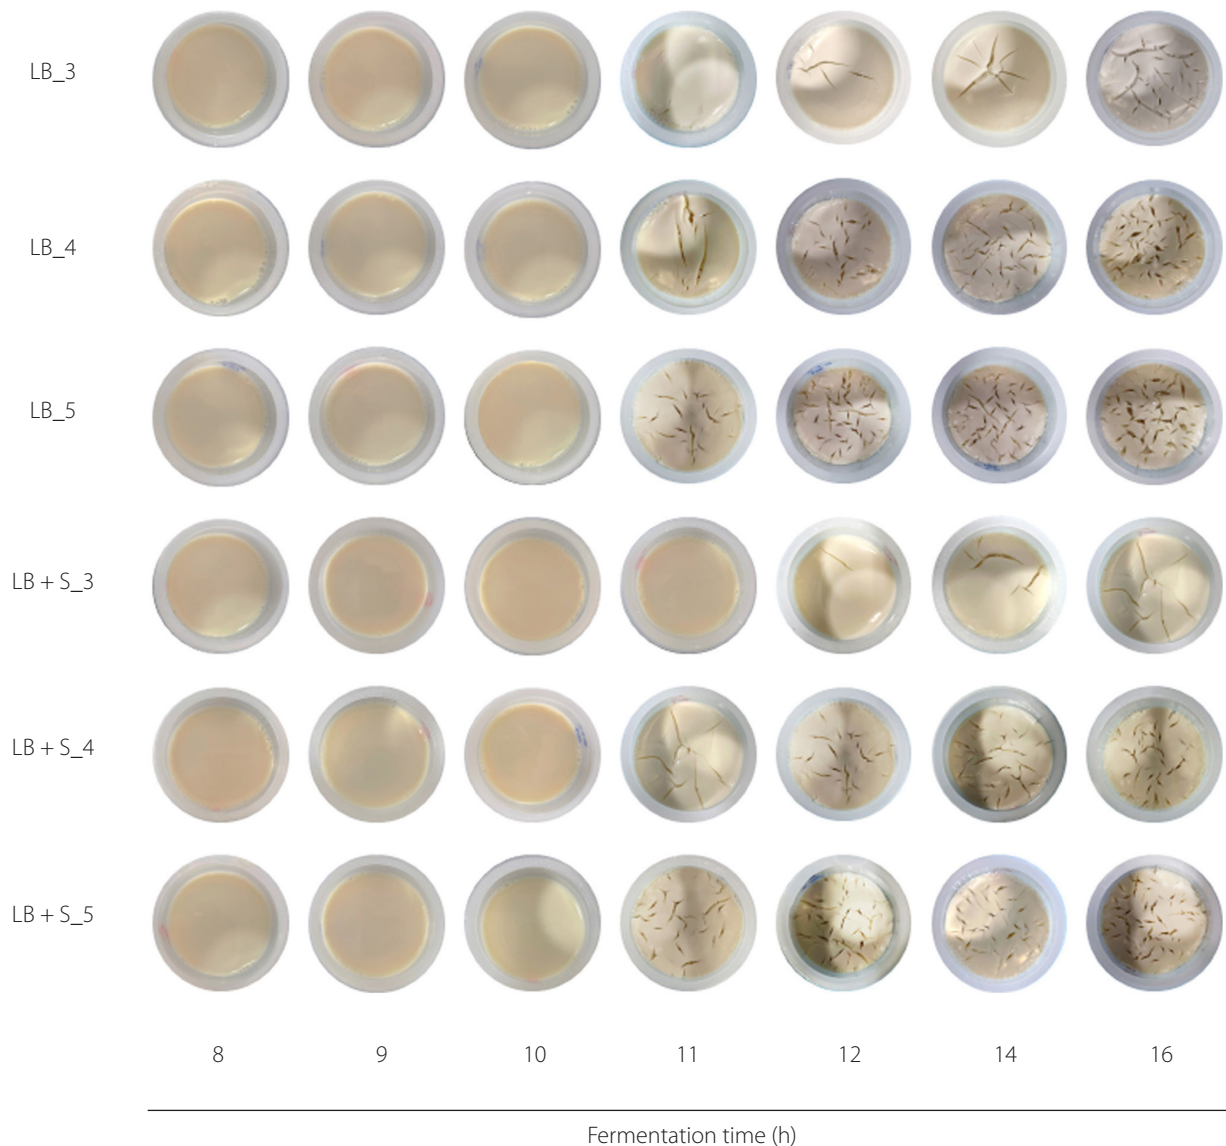 LB_3
LB_4
LB_5
LB + S_3
LB + S_4
LB + S_5
8 9 10 11 12 14 16
Fermentation time (h)